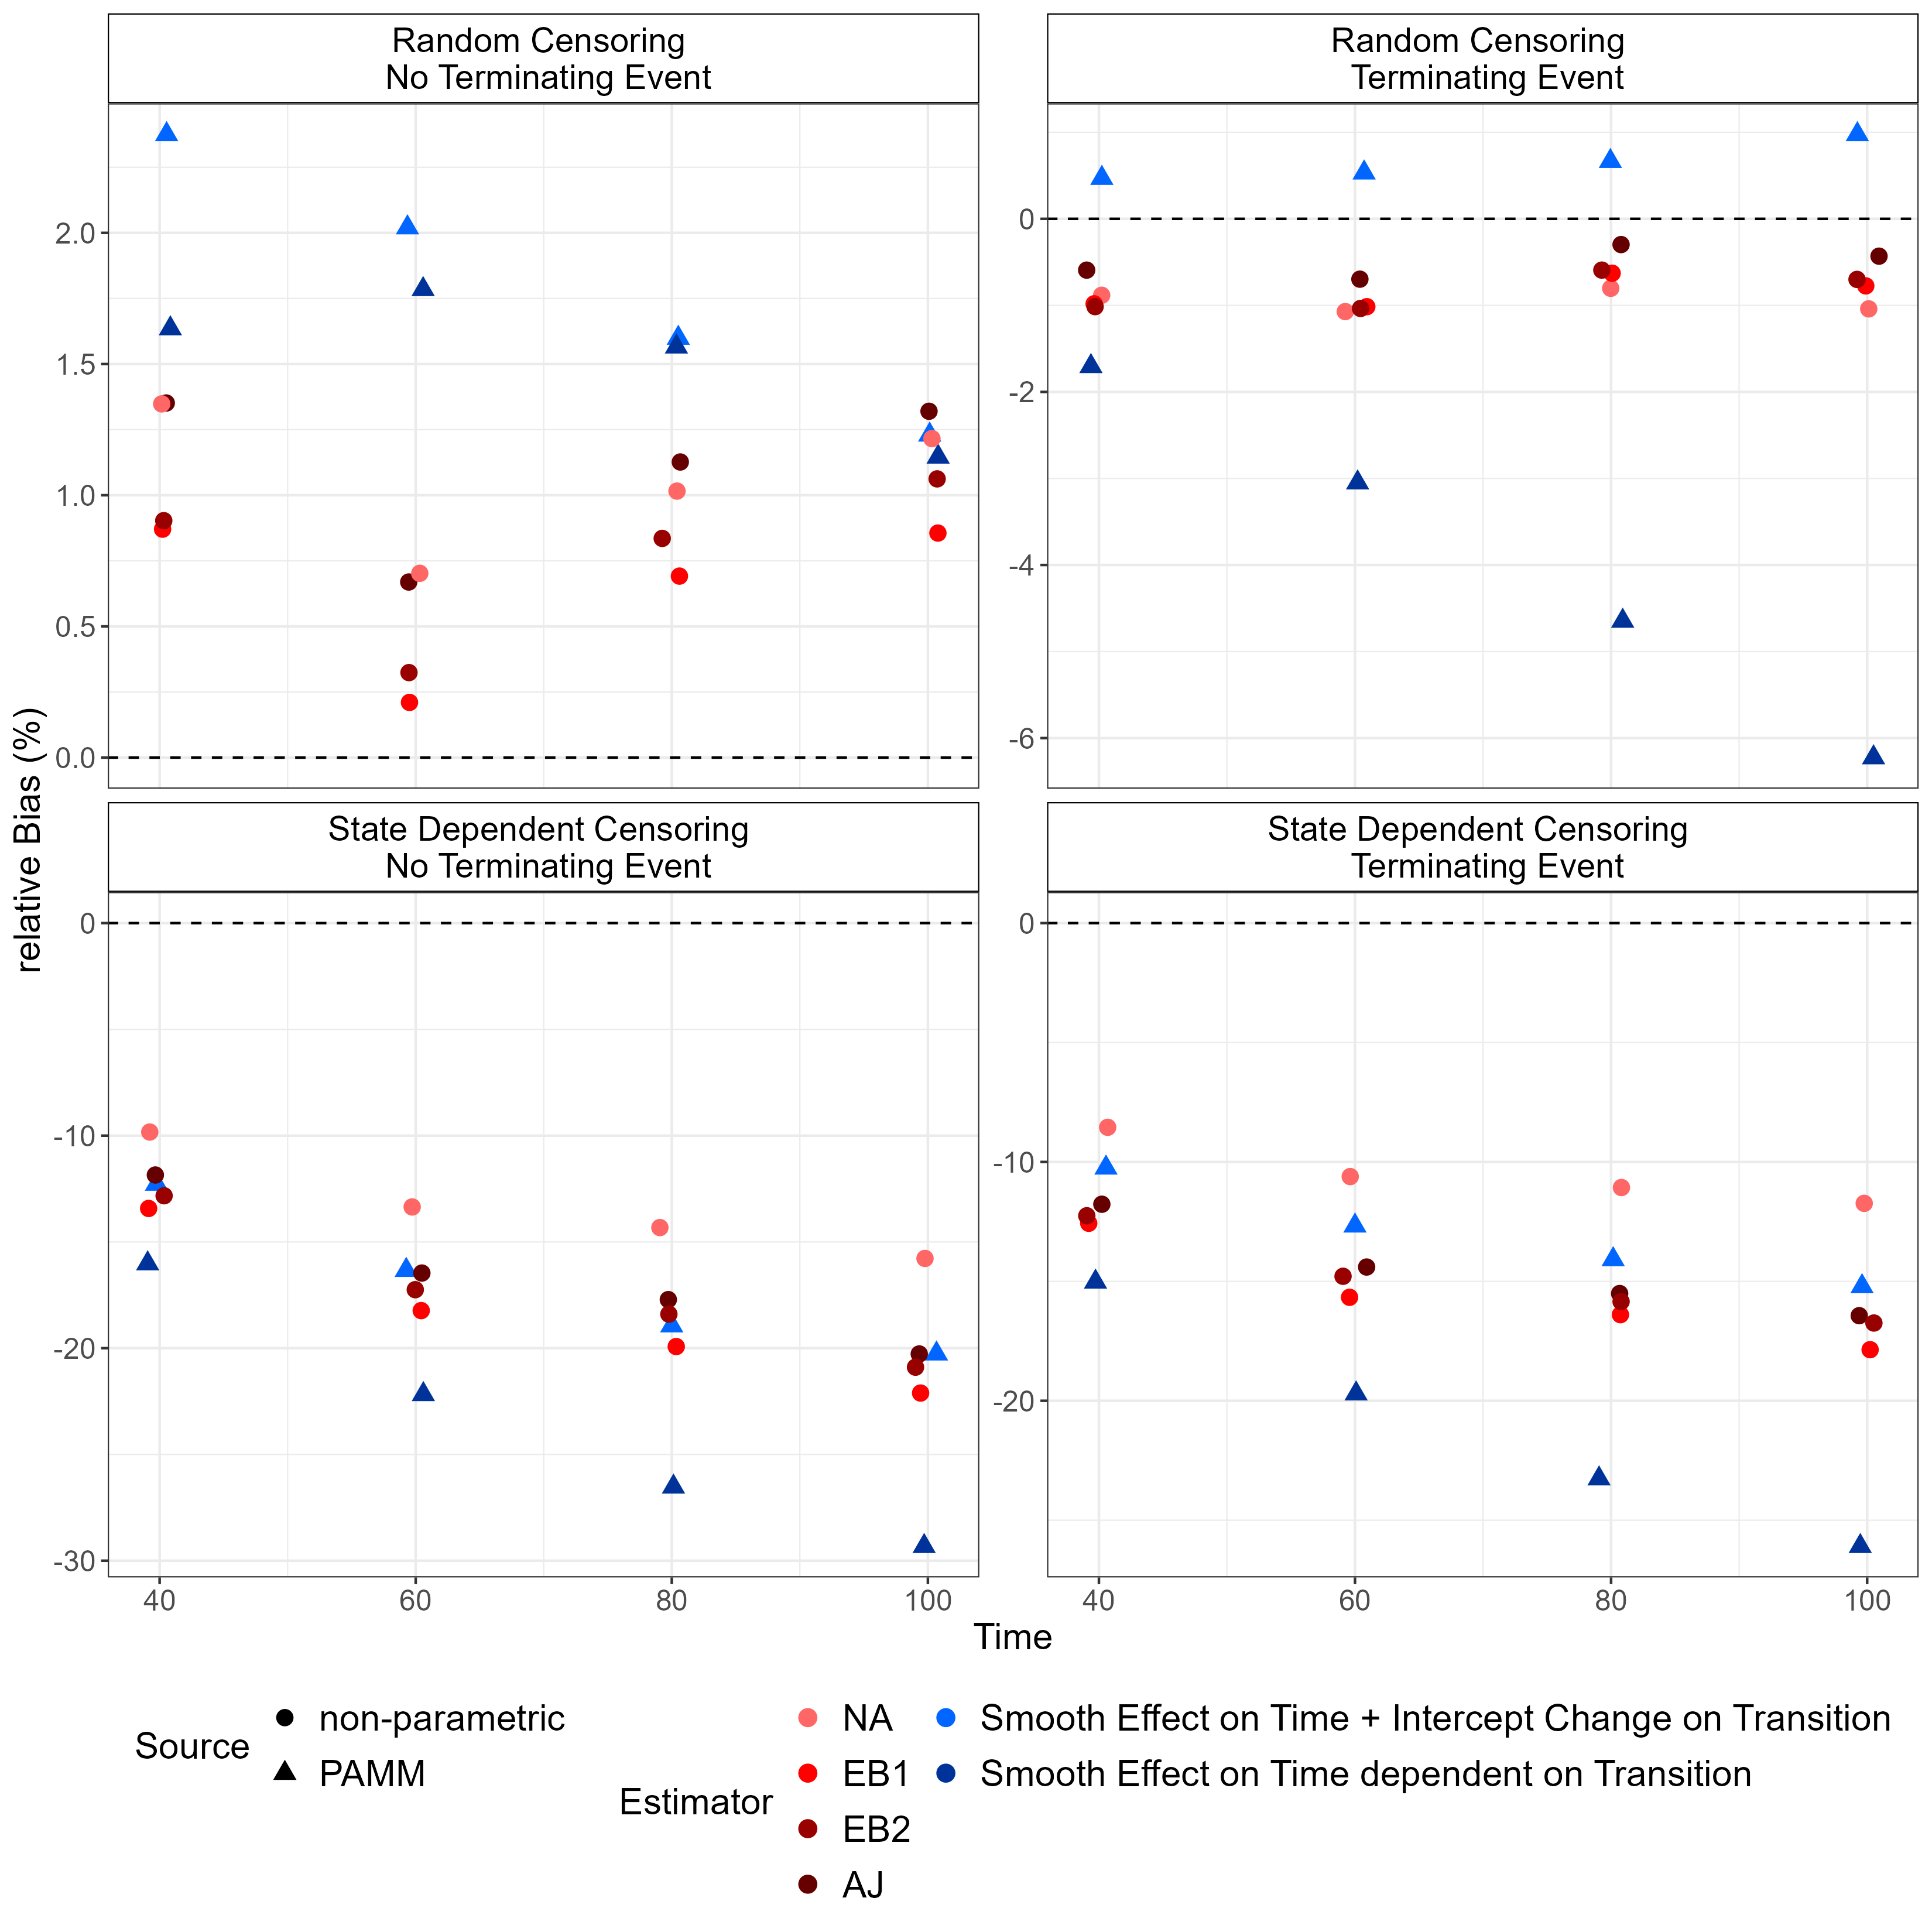 Random Censoring
No Terminating Event
Random Censoring
Terminating Event
2.0
1.5
1.0
0.5
0.0
0
-2
-4
-6
State Dependent Censoring
No Terminating Event
State Dependent Censoring
Terminating Event
0
-10
-20
-30
0
-10
-20
relative Bias (%)
40
60
80
100
40
60
80
100
Time
Source
non-parametric
PAMM
Estimator
NA
EB1
EB2
AJ
Smooth Effect on Time + Intercept Change on Transition
Smooth Effect on Time dependent on Transition